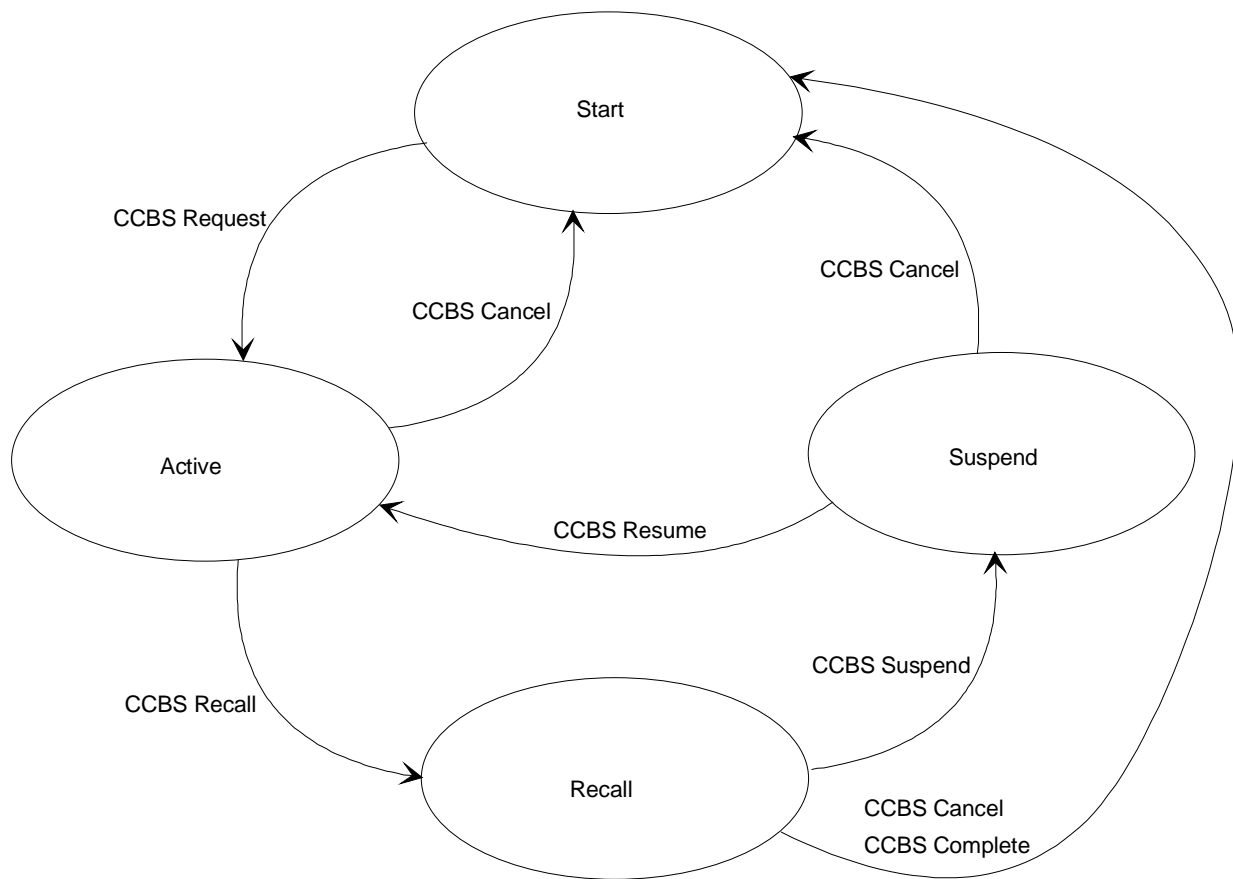 Start
CCBS Request
CCBS Cancel
CCBS Cancel
Active
Suspend
CCBS Resume
CCBS Suspend
CCBS Recall
Recall
CCBS Cancel
CCBS Complete